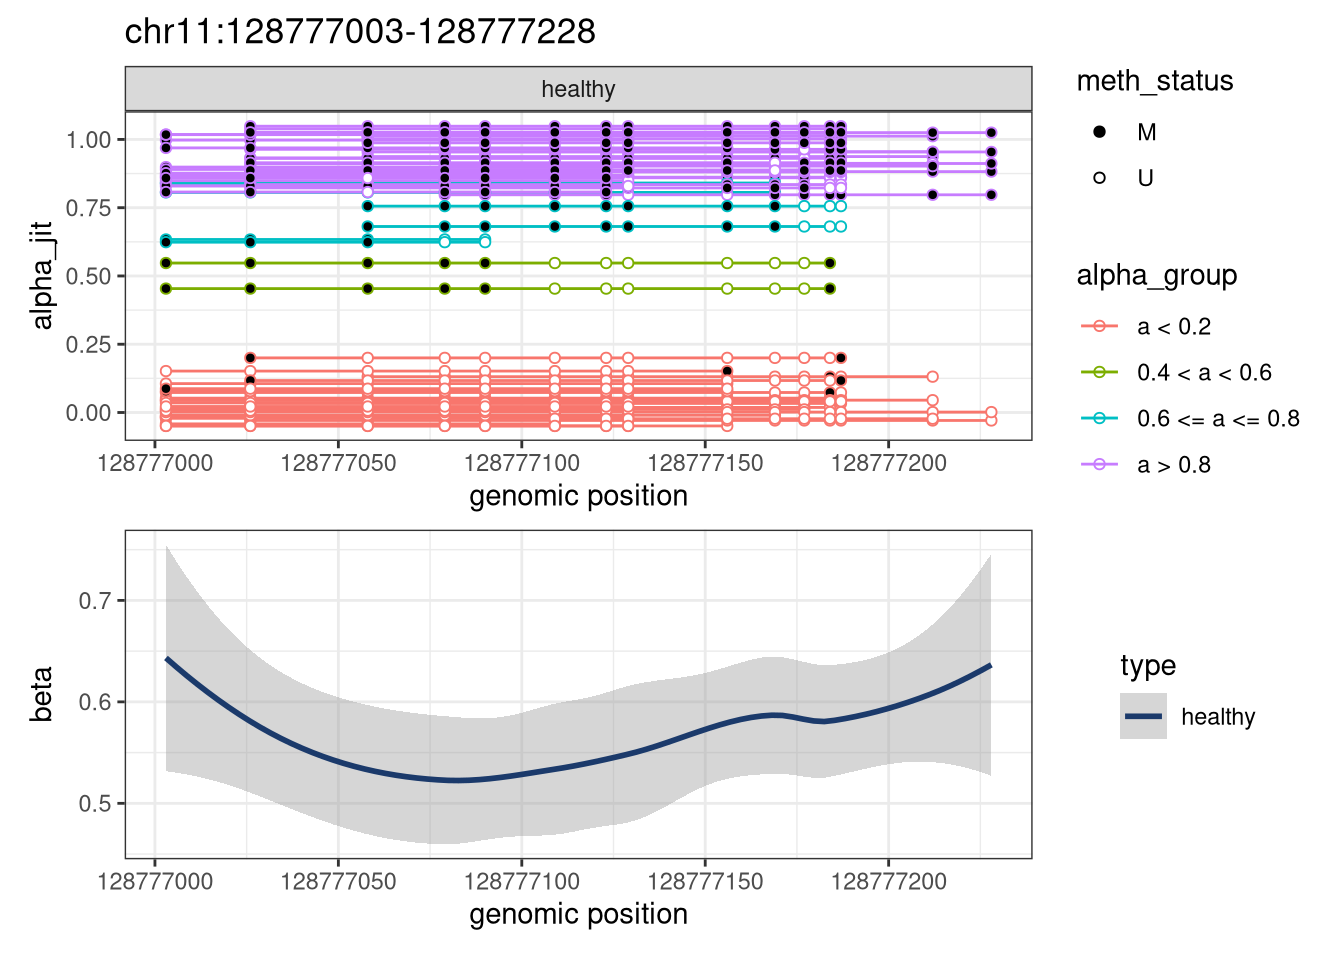 chr11:128777003-128777228
healthy
alpha_jit
1.00
0.75
0.50
0.25
0.00
128777000 128777050 128777100 128777150 128777200
genomic position
meth_status
M
U
alpha_group
a < 0.2
0.4 < a < 0.6
0.6 <= a <= 0.8
a > 0.8
beta
0.7
0.6
0.5
128777000 128777050 128777100 128777150 128777200
genomic position
type
healthy